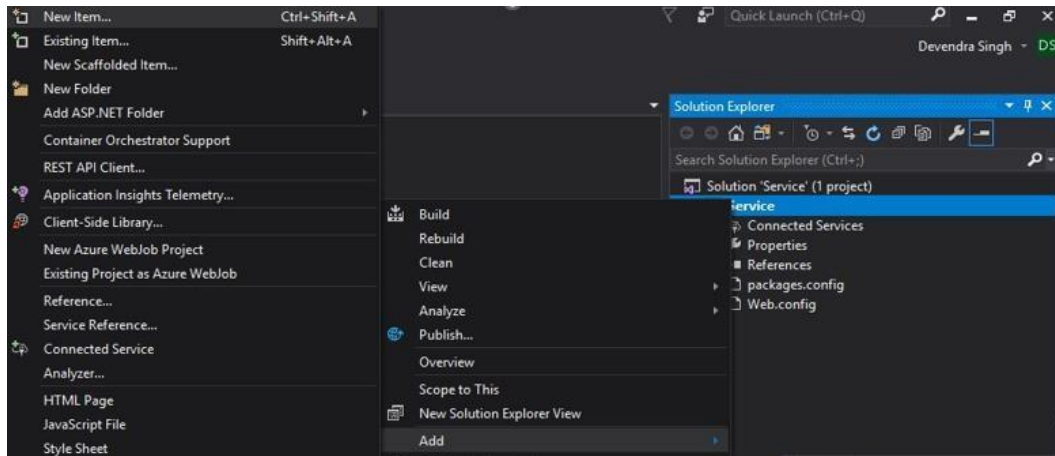 New Item... Ctrl+Shift+A
Existing Item... Shift+Alt+A
New Scaffolded Item...
New Folder
Add ASP.NET Folder
Container Orchestrator Support
REST API Client...
Application Insights Telemetry...
Client-Side Library...
New Azure WebJob Project
Existing Project as Azure WebJob
Reference...
Service Reference...
Connected Service
Analyzer...
HTML Page
JavaScript File
Style Sheet
Build
Rebuild
Clean
View
Analyze
Publish...
Overview
Scope to This
New Solution Explorer View
Add
Quick Launch (Ctrl+Q)
Devendra Singh DS
Solution Explorer
Search Solution Explorer (Ctrl+;)
Solution 'Service' (1 project)
Service
Connected Services
Properties
References
packages.config
Web.config